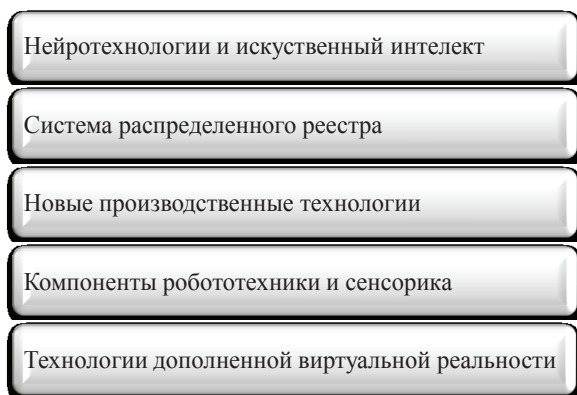 Нейротехнологии и искуственный интелект
Система распределенного реестра
Новые производственные технологии
Компоненты робототехники и сенсорика
Технологии дополненной виртуальной реальности